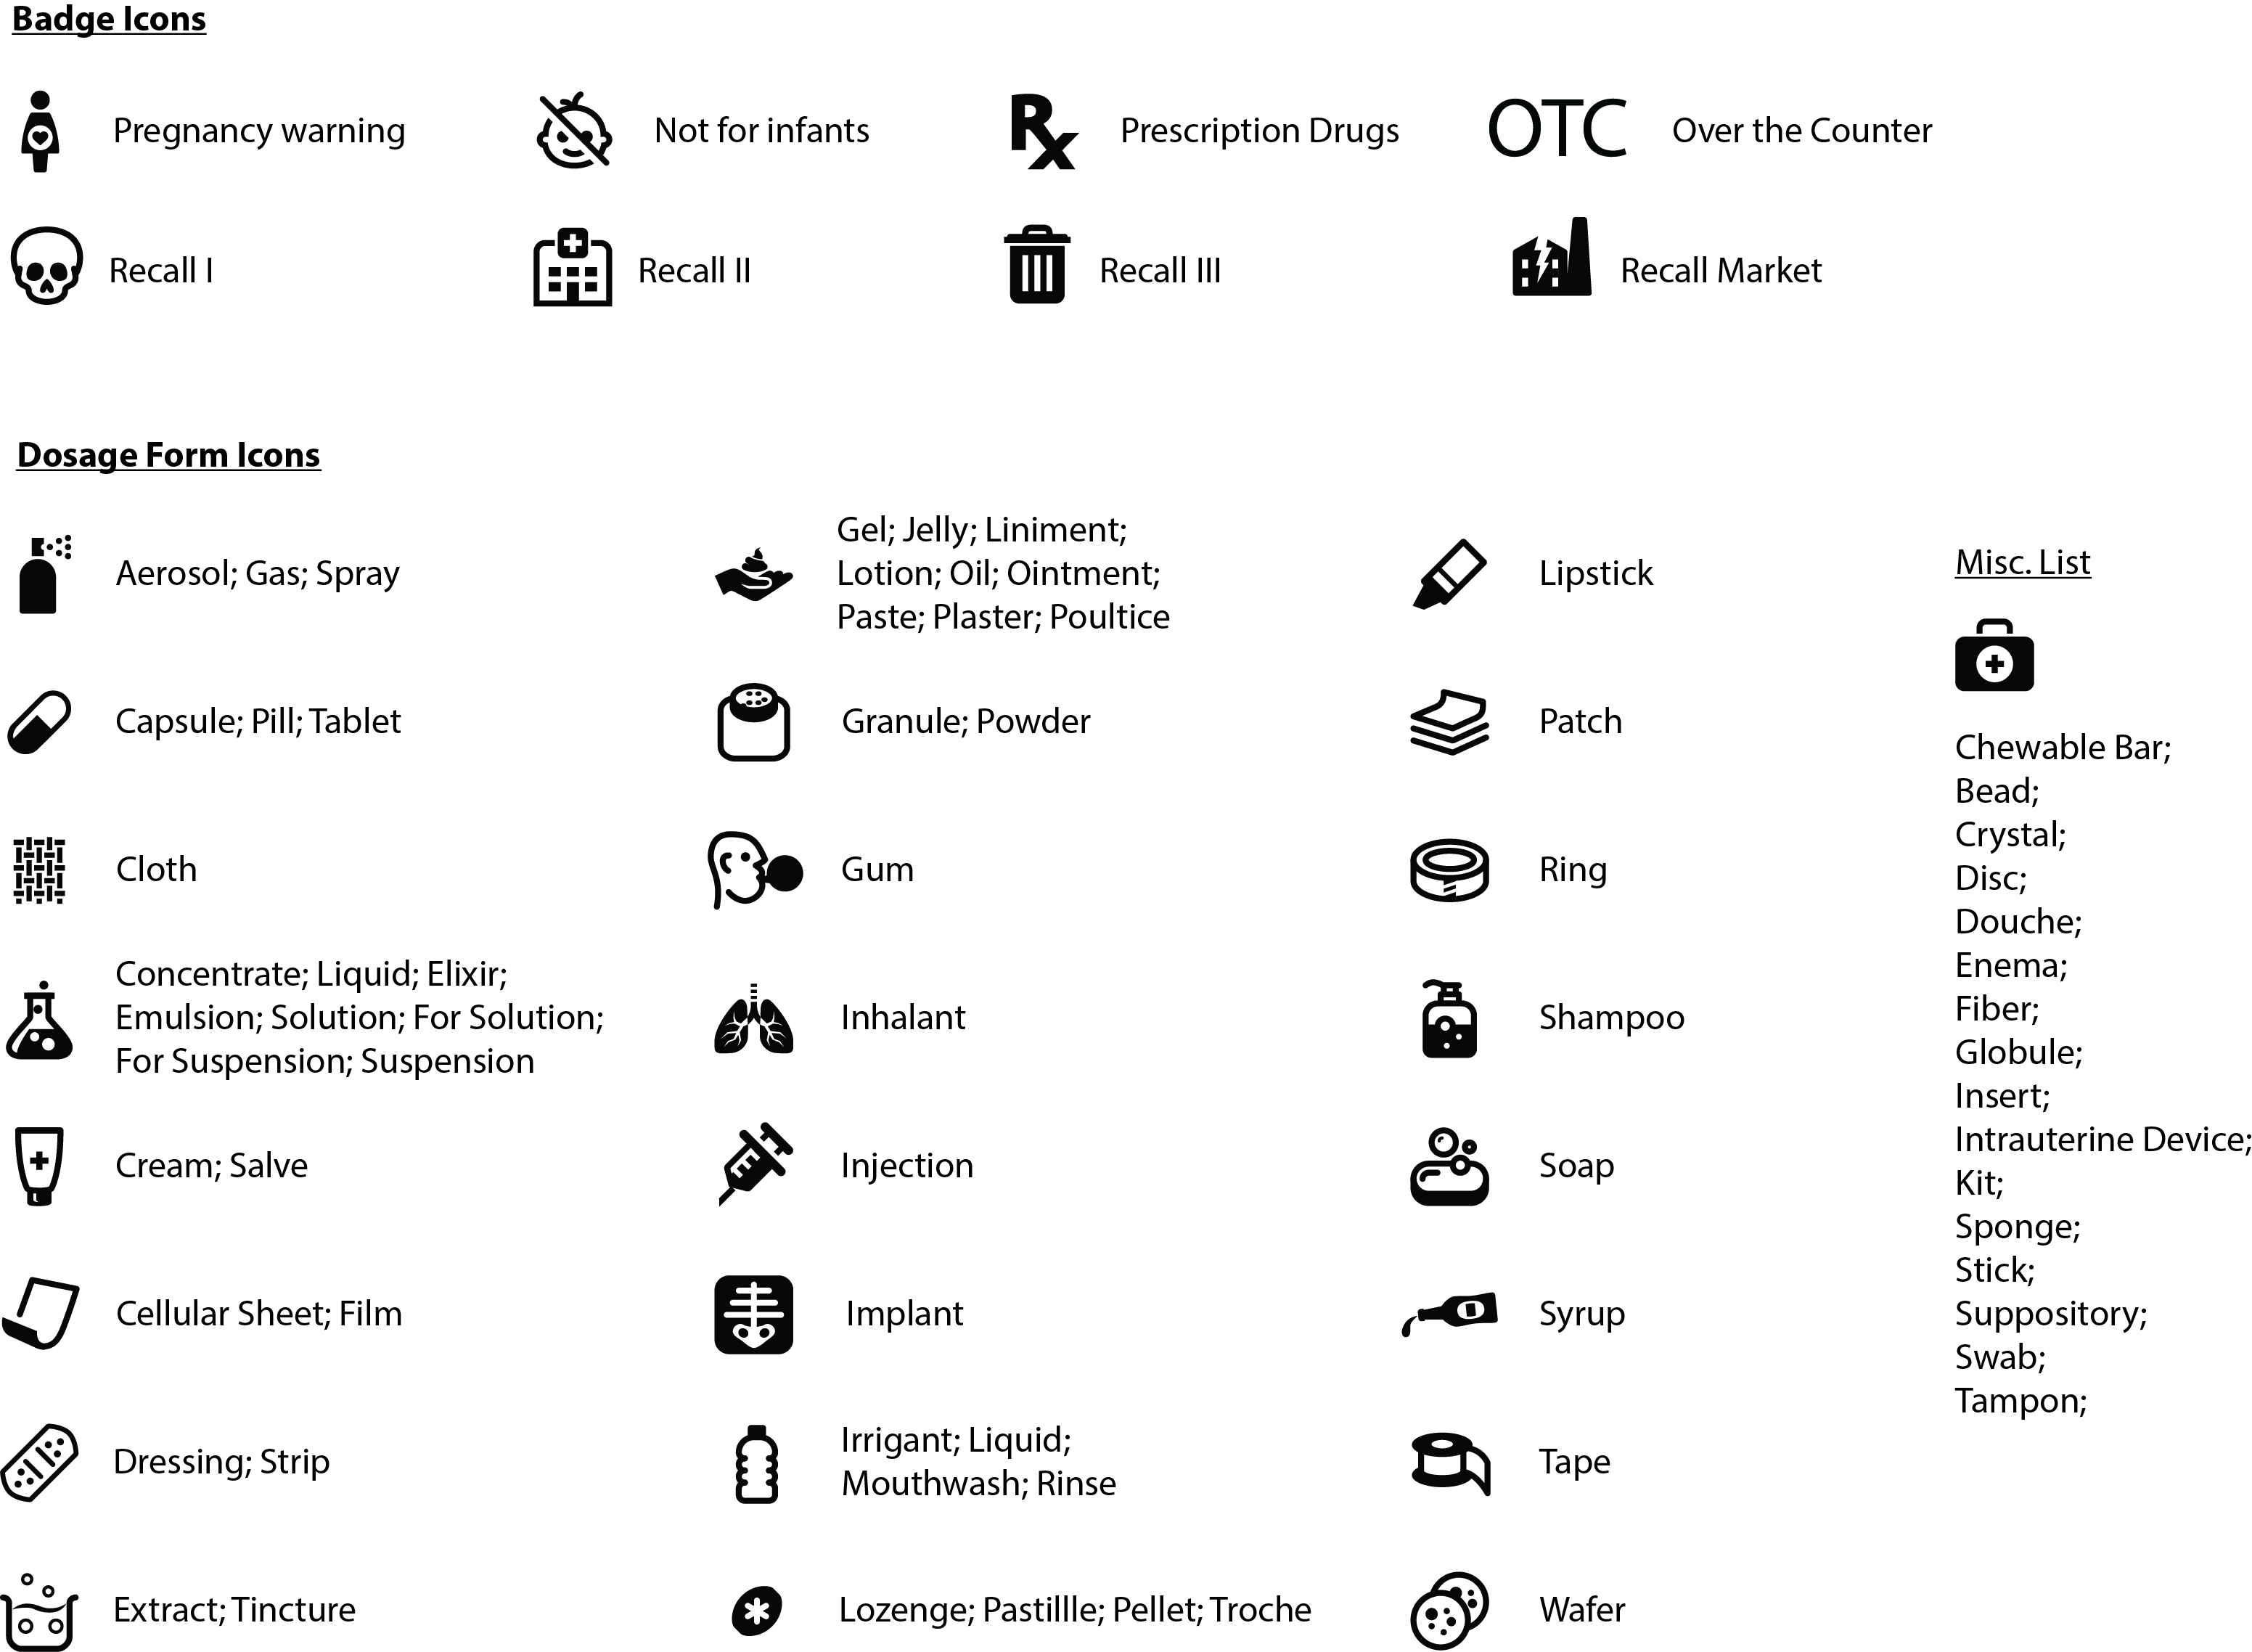 Badge Icons
Pregnancy warning
Not for infants
Rx
Prescription Drugs
OTC
Over the Counter
Recall I
Recall II
Recall III
Recall Market
Dosage Form Icons
Aerosol; Gas; Spray
Gel; Jelly; Liniment;
Lotion; Oil; Ointment;
Paste; Plaster; Poultice
Lipstick
Capsule; Pill; Tablet
Granule; Powder
Patch
Cloth
Gum
Ring
Concentrate; Liquid; Elixir;
Emulsion; Solution; For Solution;
For Suspension; Suspension
Inhalant
Shampoo
Cream; Salve
Injection
Soap
Cellular Sheet; Film
Implant
Syrup
Dressing; Strip
Irrigant; Liquid;
Mouthwash; Rinse
Tape
Extract; Tincture
Lozenge; Pastillle; Pellet; Troche
Wafer
Misc. List
Chewable Bar;
Bead;
Crystal;
Disc;
Douche;
Enema;
Fiber;
Globule;
Insert;
Intrauterine Device;
Kit;
Sponge;
Stick;
Suppository;
Swab;
Tampon;